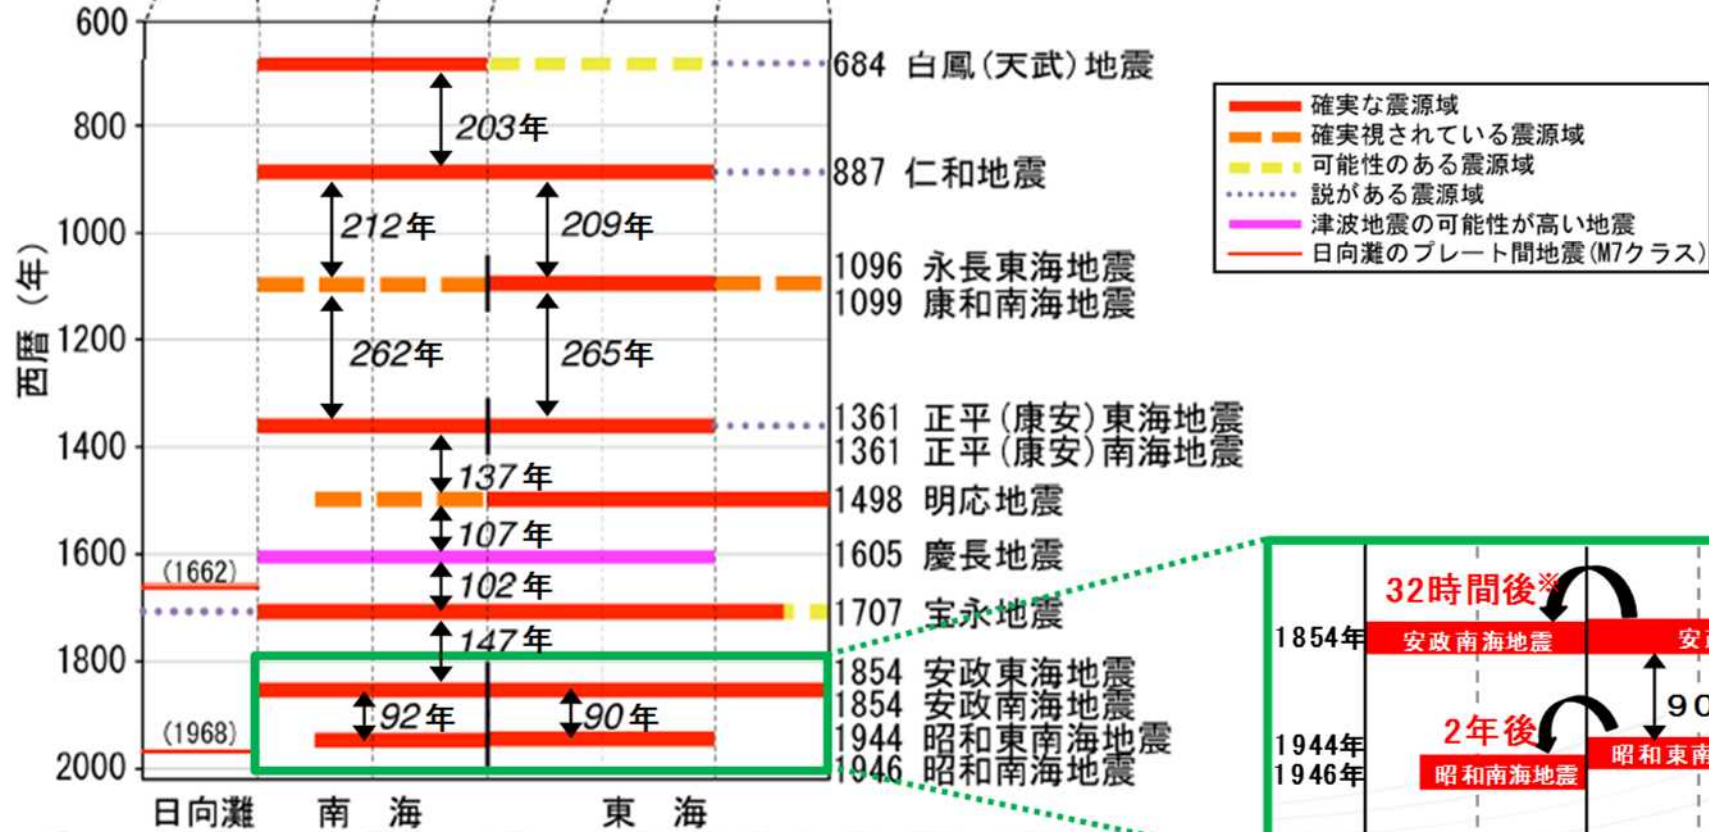 600
800
1000
1200
1400
1600
1800
2000
西暦(年)
203年
212年
209年
262年
265年
137年
107年
102年
147年
92年
90年
(1662)
(1968)
日向灘
南 海
東 海
684 白鳳(天武)地震
887 仁和地震
1096 永長東海地震
1099 康和南海地震
1361 正平(康安)東海地震
1361 正平(康安)南海地震
1498 明応地震
1605 慶長地震
1707 宝永地震
1854 安政東海地震
1854 安政南海地震
1944 昭和東南海地震
1946 昭和南海地震
確実な震源域
確実視されている震源域
可能性のある震源域
説がある震源域
津波地震の可能性が高い地震
日向灘のプレート間地震(M7クラス)
32時間後※
1854年
安政南海地震
安
90
2年後
1944年
昭和東南
1946年
昭和南海地震